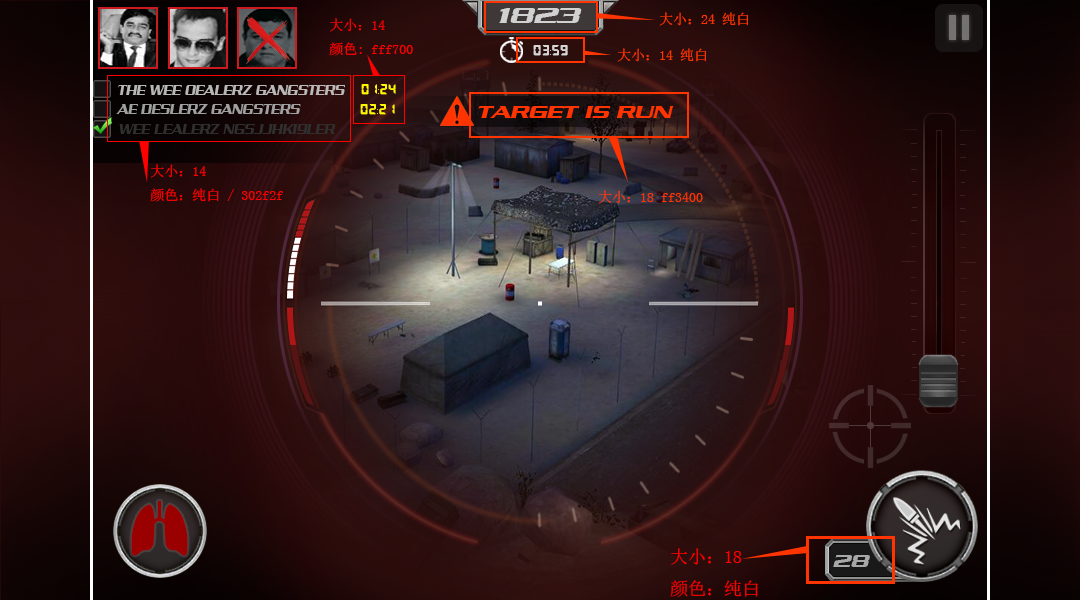 1823
大小: 24 纯白
大小: 14
颜色: fff700
03:59
大小: 14 纯白
THE WEE DEALERZ GANGSTERS
01:24
AE DESLERZ GANGSTERS
02:21
TARGET IS RUN
WEE LEALERZ NGSJJHKI9LER
大小: 14
颜色: 纯白 / 302f2f
大小: 18 ff3400
大小: 18
28
颜色: 纯白